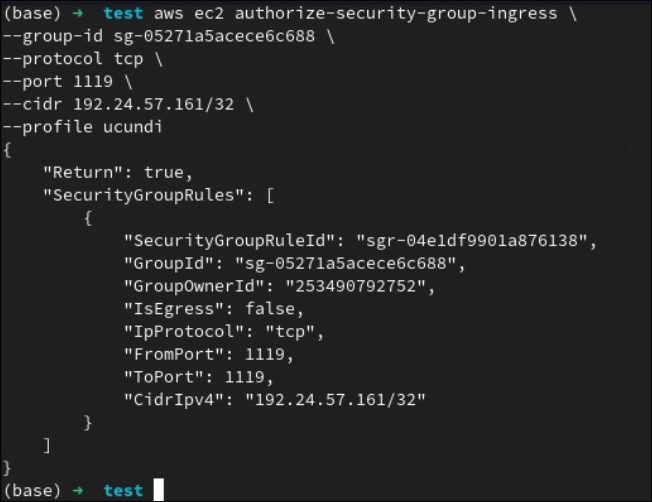 (base) → test aws ec2 authorize-security-group-ingress \
--group-id sg-05271a5acece6c688 \
--protocol tcp \
--port 1119 \
--cidr 192.24.57.161/32 \
--profile ucundi
{
    "Return": true,
    "SecurityGroupRules": [
        {
            "SecurityGroupRuleId": "sgr-04e1df9901a876138",
            "GroupId": "sg-05271a5acece6c688",
            "GroupOwnerId": "253490792752",
            "IsEgress": false,
            "IpProtocol": "tcp",
            "FromPort": 1119,
            "ToPort": 1119,
            "CidrIpv4": "192.24.57.161/32"
        }
    ]
}
(base) → test